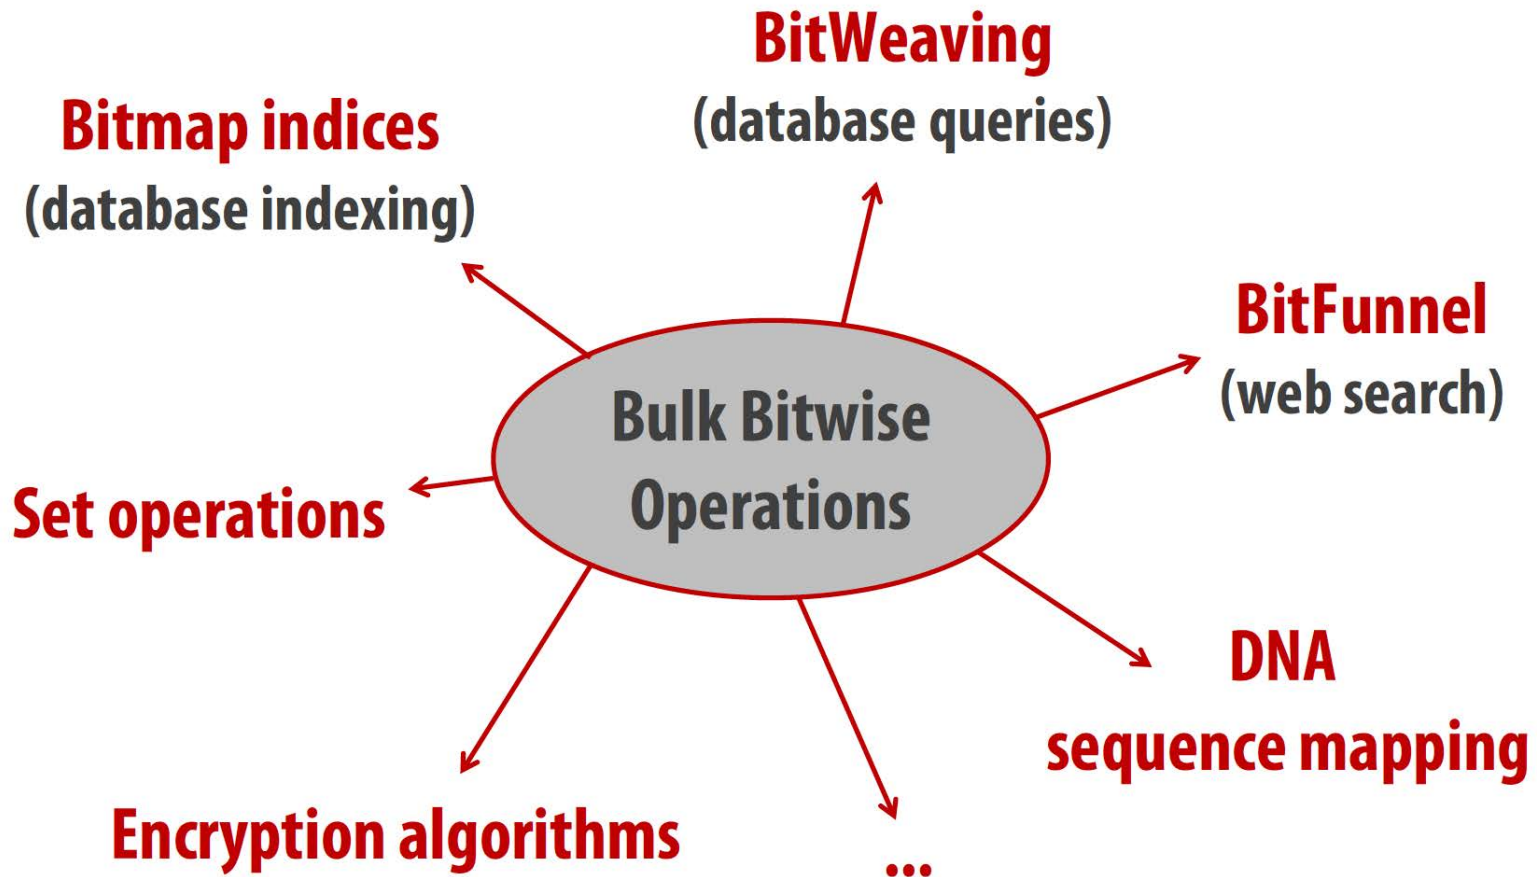 BitWeaving
(database queries)
Bitmap indices
(database indexing)
BitFunnel
(web search)
Bulk Bitwise
Operations
Set operations
DNA
sequence mapping
Encryption algorithms
...